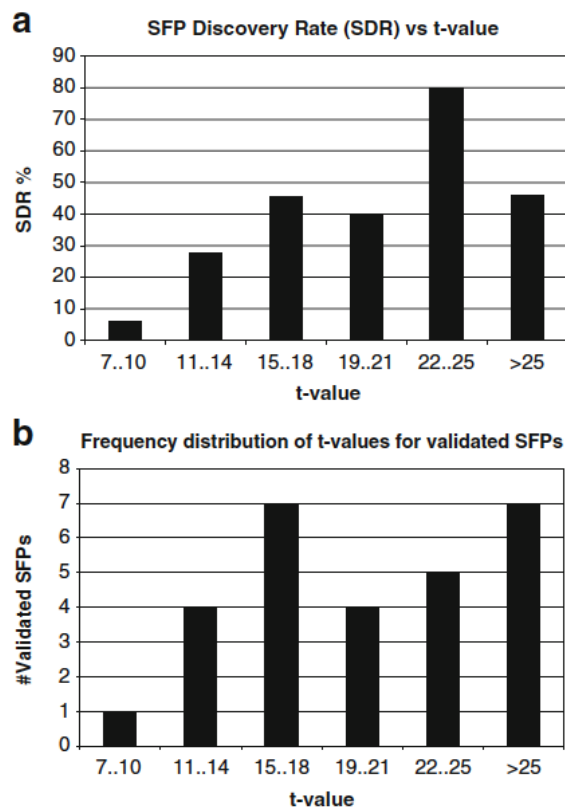 a
SFP Discovery Rate (SDR) vs t-value
90
80
70
60
50
40
30
20
10
0
SDR %
7..10 11..14 15..18 19..21 22..25 >25
t-value
b
Frequency distribution of t-values for validated SFPs
8
7
6
5
4
3
2
1
0
#Validated SFPs
7..10 11..14 15..18 19..21 22..25 >25
t-value